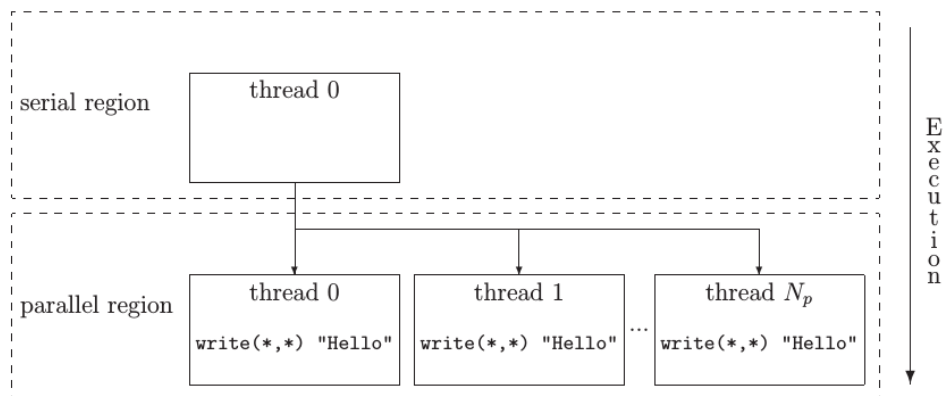 thread 0
serial region
Execution
thread 0
thread 1
thread N_p
parallel region
write(*,*) "Hello"
write(*,*) "Hello"
...
write(*,*) "Hello"